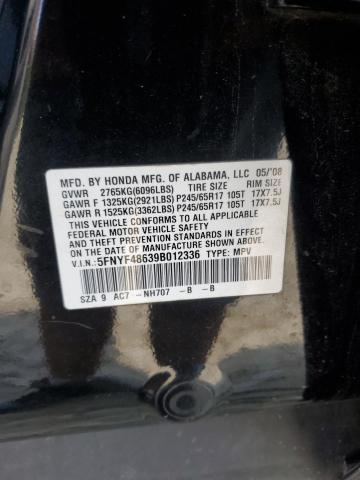 MFD. BY HONDA MFG. OF ALABAMA, LLC 05/'08
GVWR 2765KG(6096LBS) TIRE SIZE RIM SIZE
GAWR F 1325KG(2921LBS) P245/65R17 105T 17X7.5J
GAWR R 1525KG(3362LBS) P245/65R17 105T 17X7.5J
THIS VEHICLE CONFORMS TO ALL APPLICABLE
FEDERAL MOTOR VEHICLE SAFETY STANDARDS IN EFFECT
ON THE DATE OF MANUFACTURE SHOWN ABOVE.
V.I.N.: 5FNYF48639B012336 TYPE: MPV
SZA 9 AC7 -NH707 -B -B